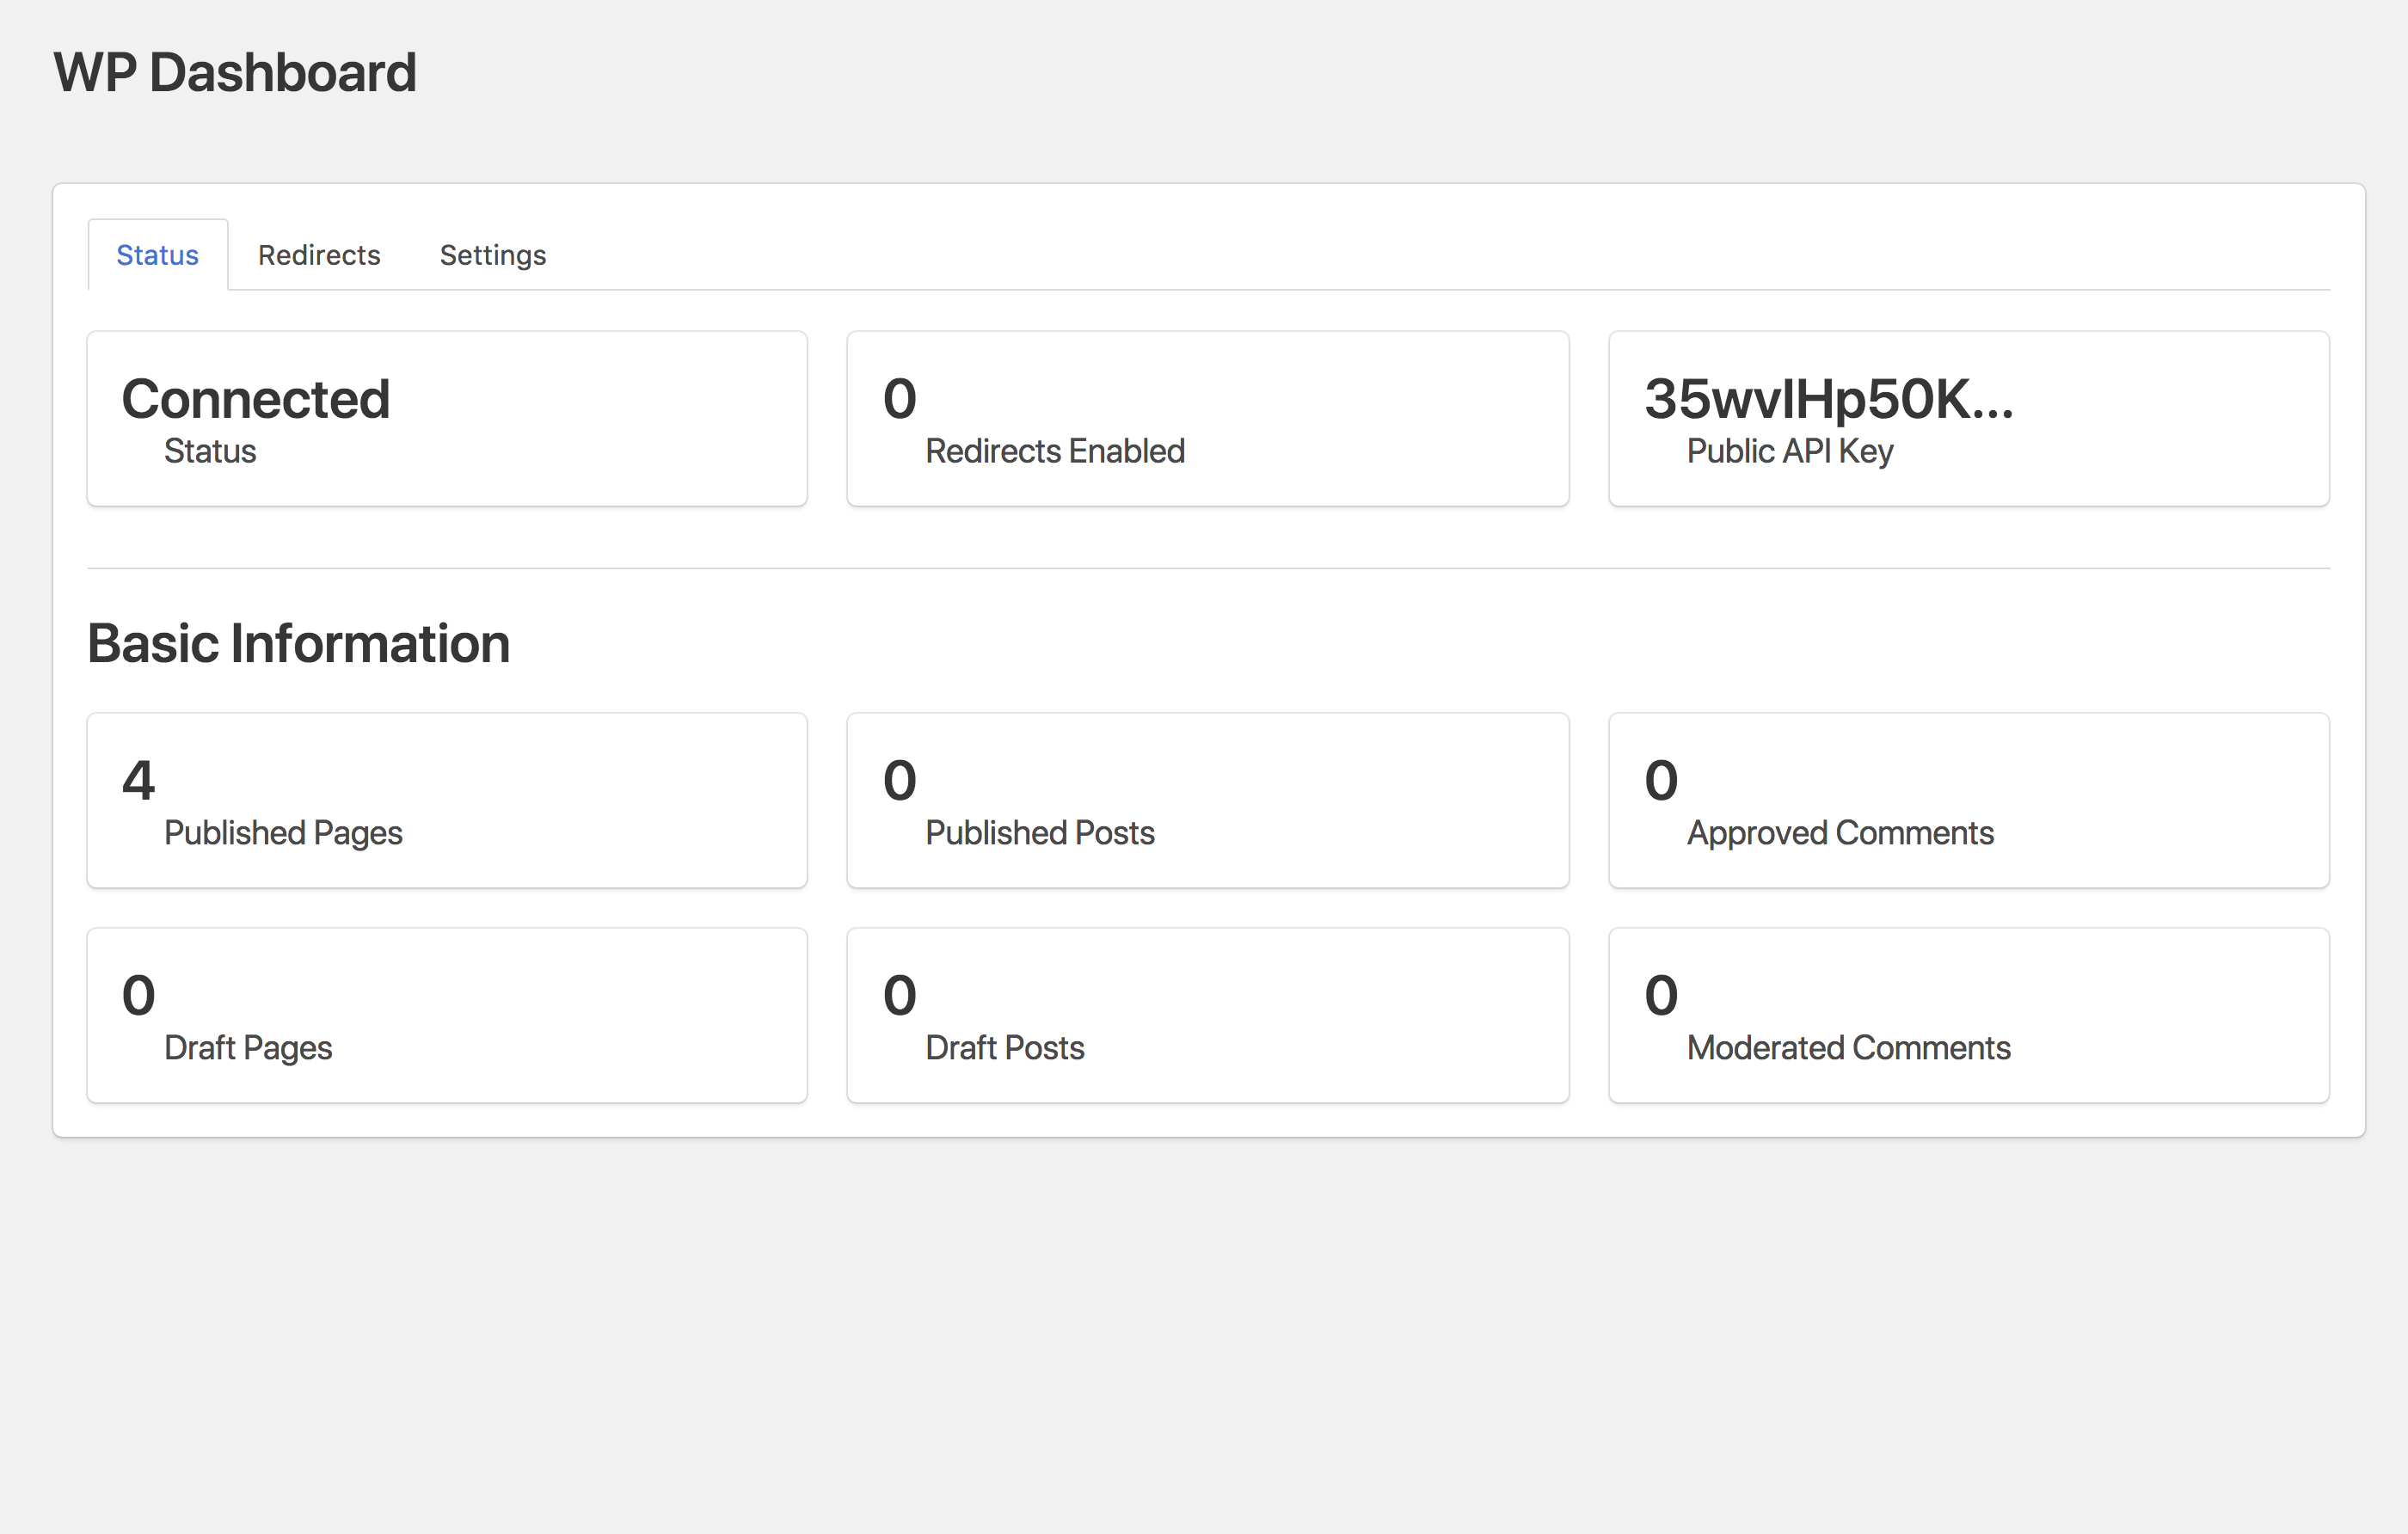 WP Dashboard
Status Redirects Settings
Connected
Status
0
Redirects Enabled
35wvlHp50K...
Public API Key
Basic Information
4
Published Pages
0
Published Posts
0
Approved Comments
0
Draft Pages
0
Draft Posts
0
Moderated Comments